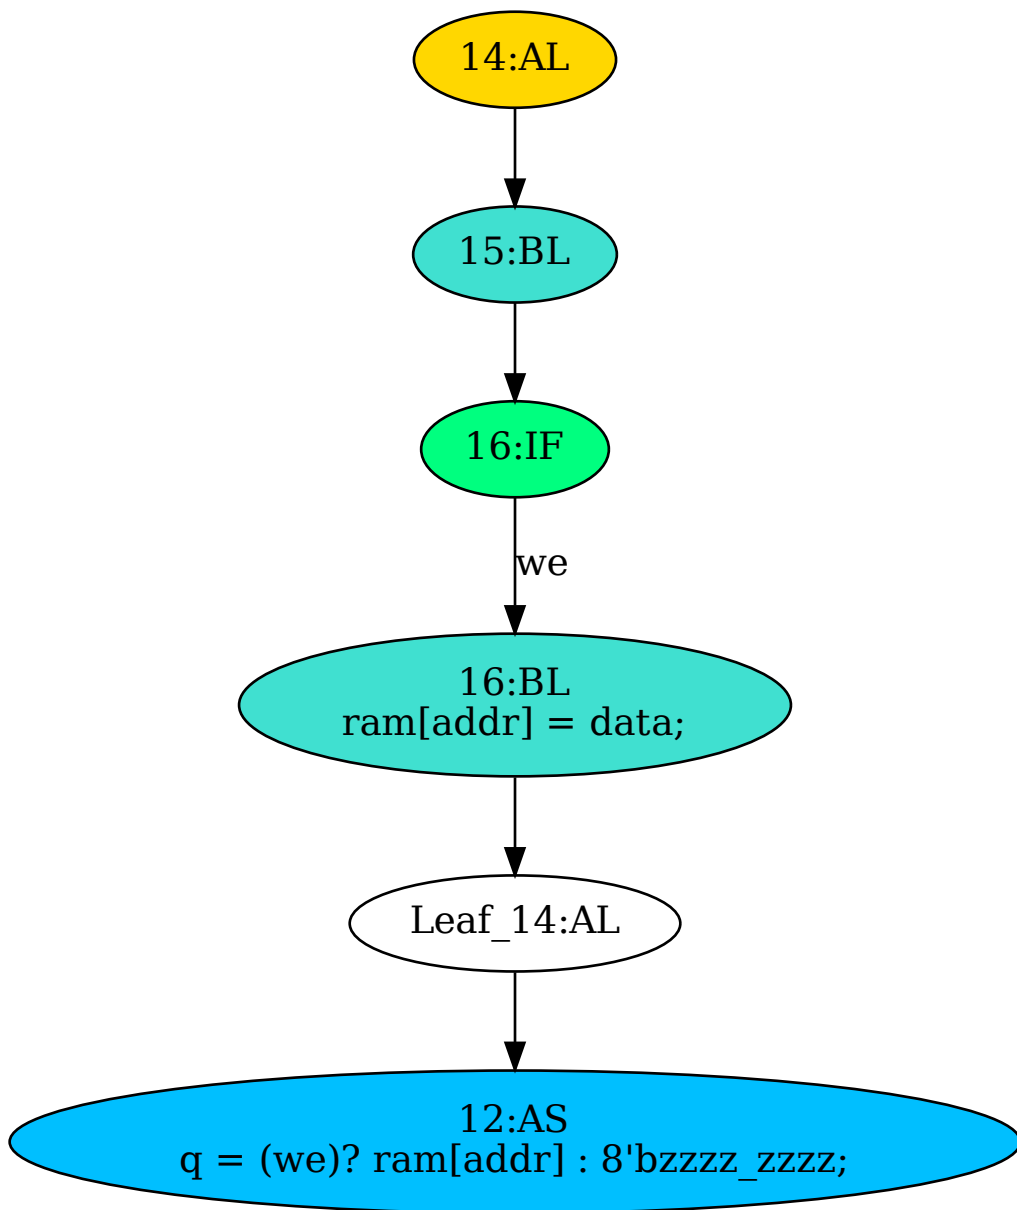 14:AL
15:BL
16:IF
we
16:BL
ram[addr] = data;
Leaf_14:AL
12:AS
q = (we)? ram[addr] : 8'bzzzz_zzzz;